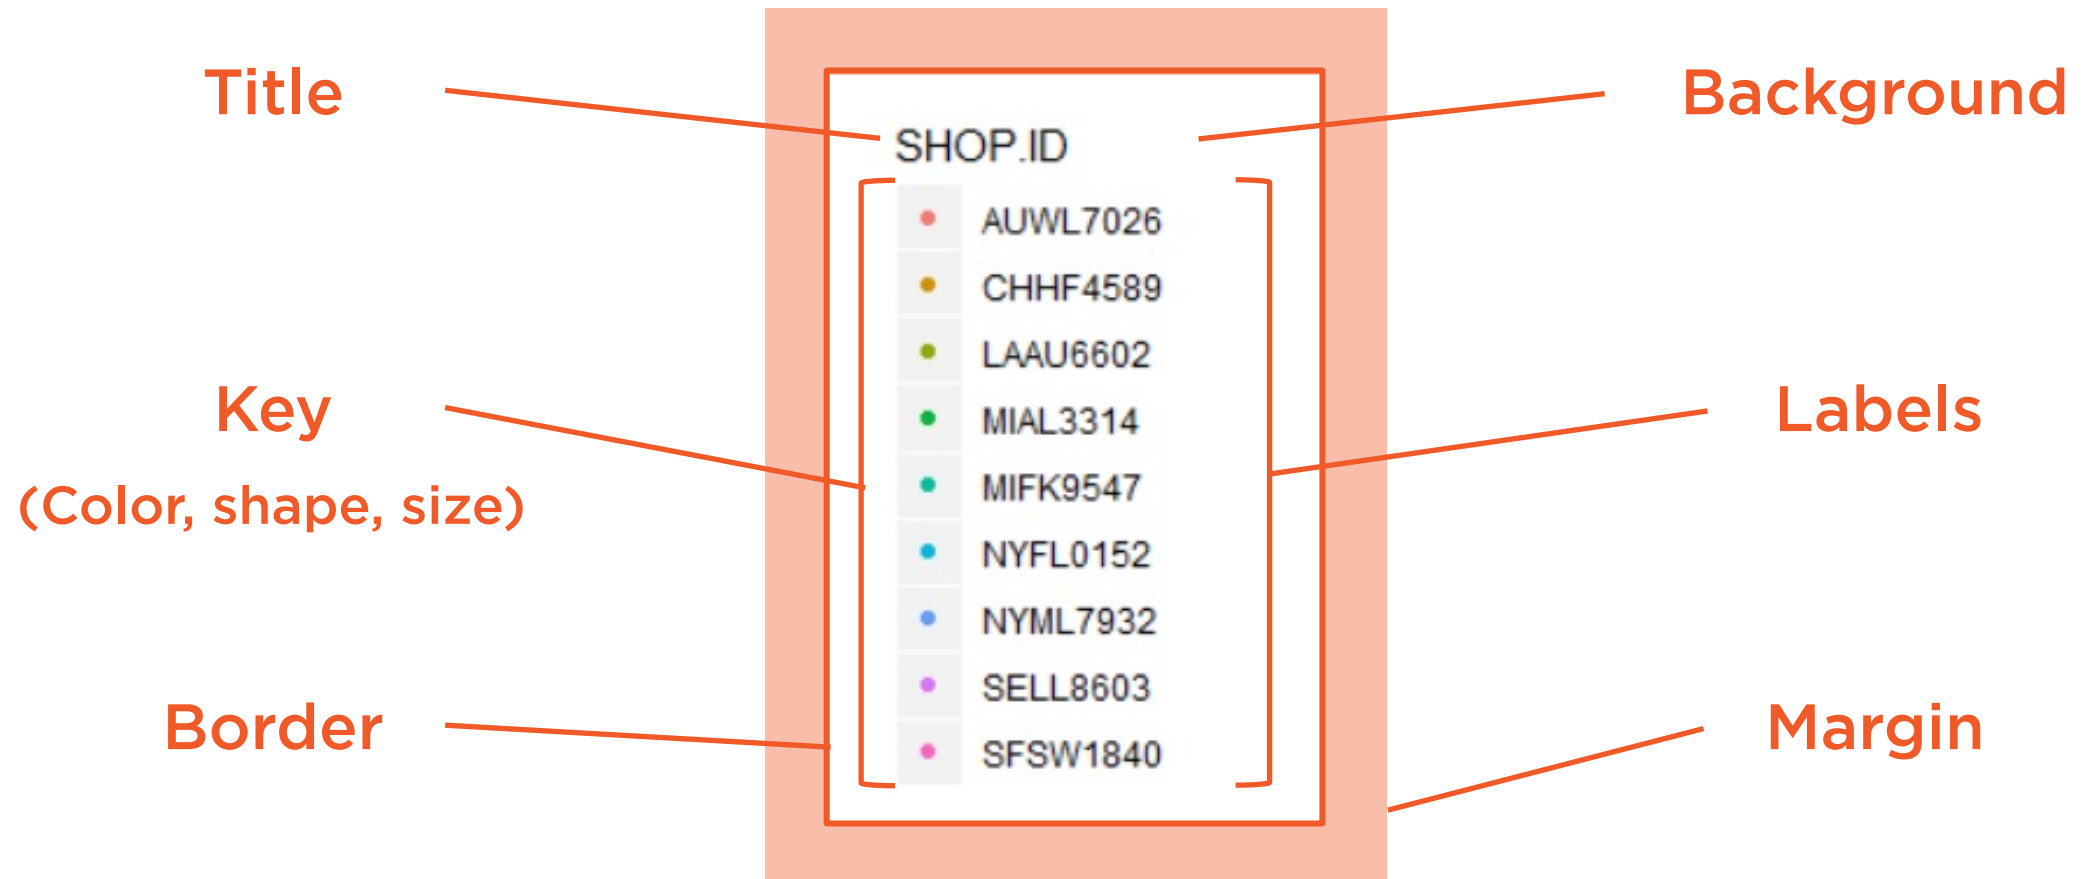 Title
Background
SHOP.ID
AUWL7026
CHHF4589
LAAU6602
MIAL3314
MIFK9547
NYFL0152
NYML7932
SELL8603
SFSW1840
Key
(Color, shape, size)
Labels
Border
Margin